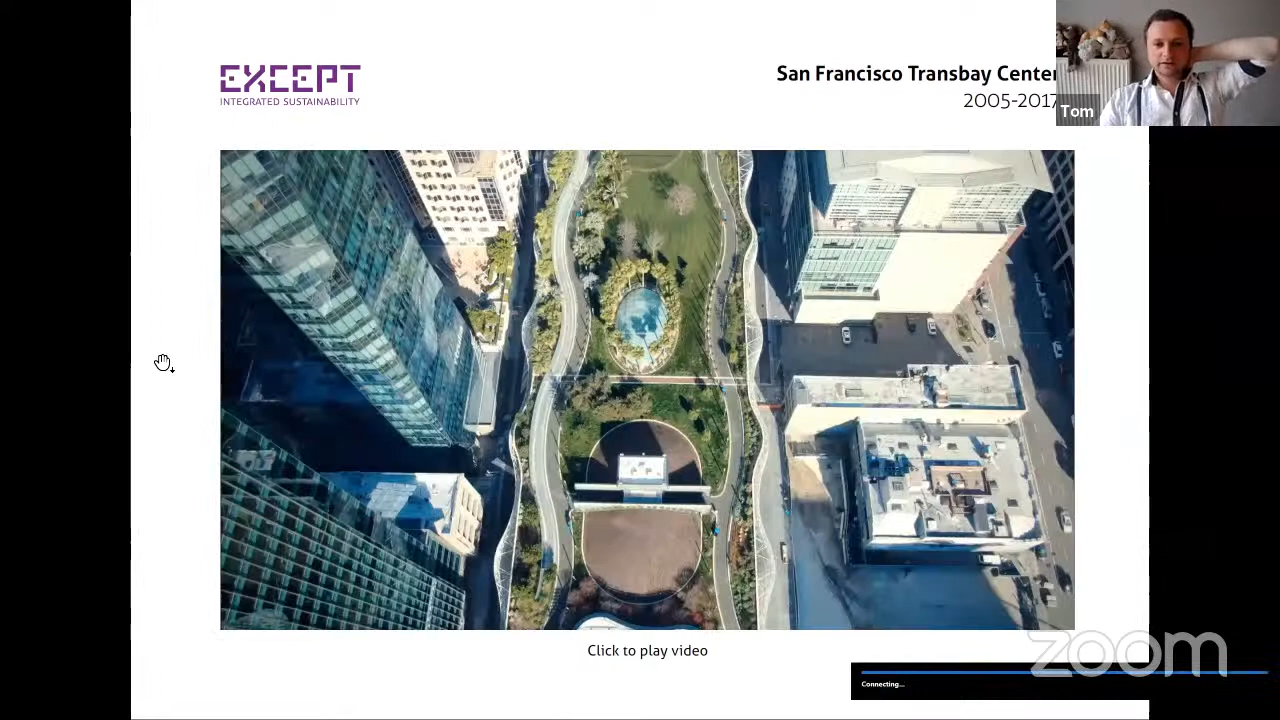 EXCEPT
INTEGRATED SUSTAINABILITY
San Francisco Transbay Center
2005-2017
Tom
Click to play video
zoom
Connecting...